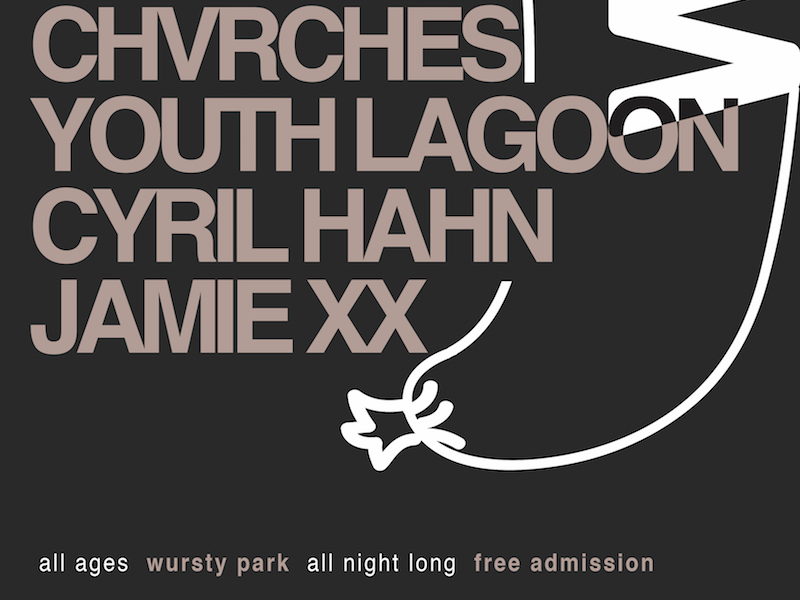 CHVRCHES
YOUTH LAGOON
CYRIL HAHN
JAMIE XX
all ages wursty park all night long free admission